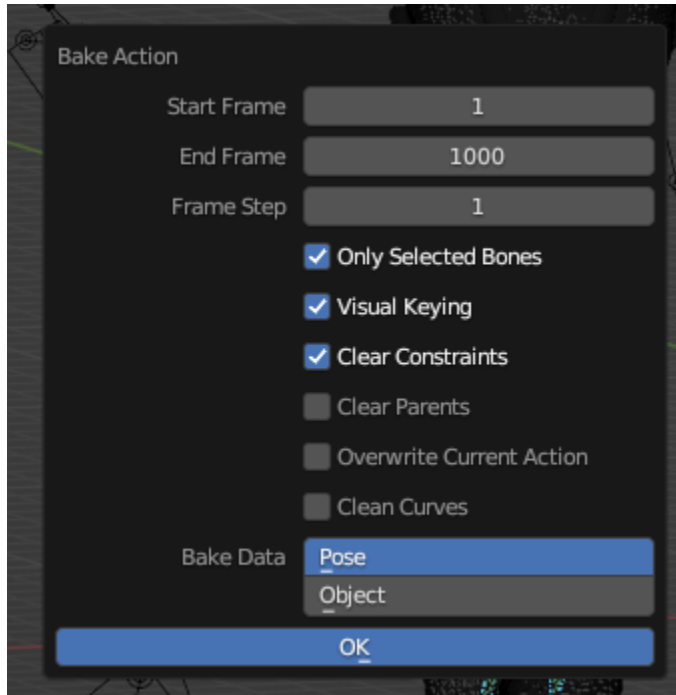 Bake Action
Start Frame 1
End Frame 1000
Frame Step 1
Only Selected Bones
Visual Keying
Clear Constraints
Clear Parents
Overwrite Current Action
Clean Curves
Bake Data Pose
Object
OK